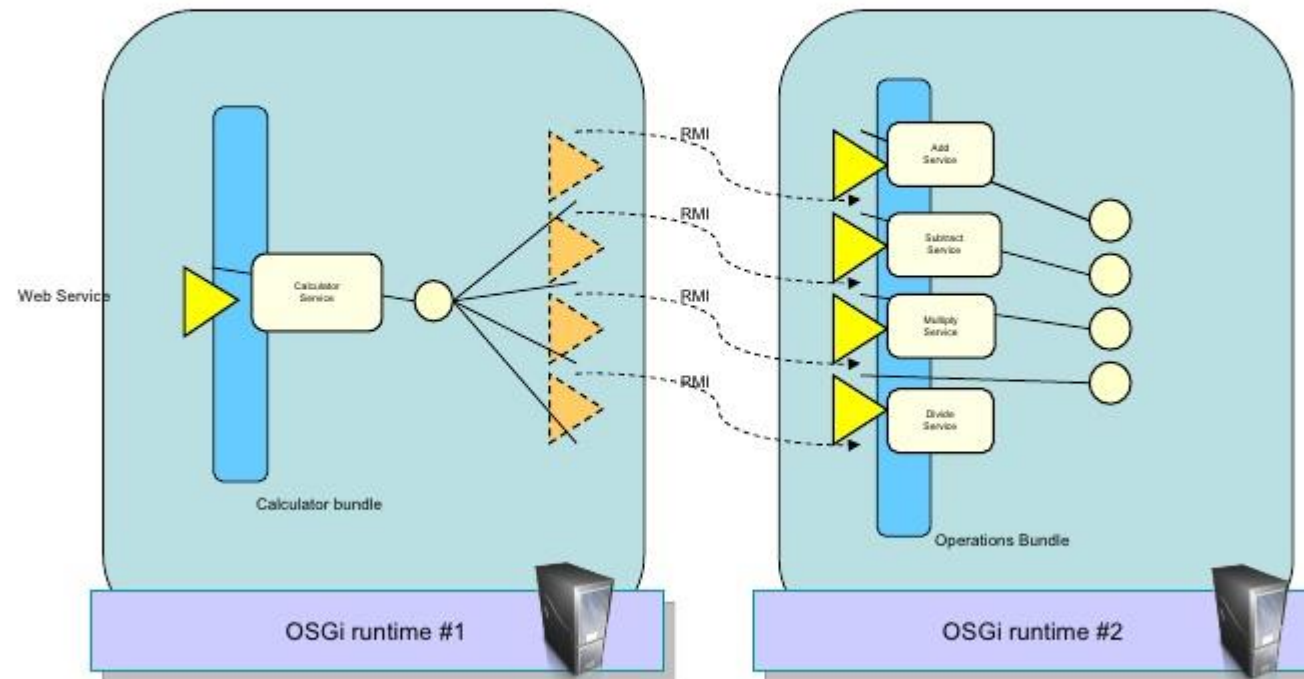 Web Service
Calculator
Service
Calculator bundle
OSGi runtime #1
RMI
RMI
RMI
RMI
Add
Service
Subtract
Service
Multiply
Service
Divide
Service
Operations Bundle
OSGi runtime #2